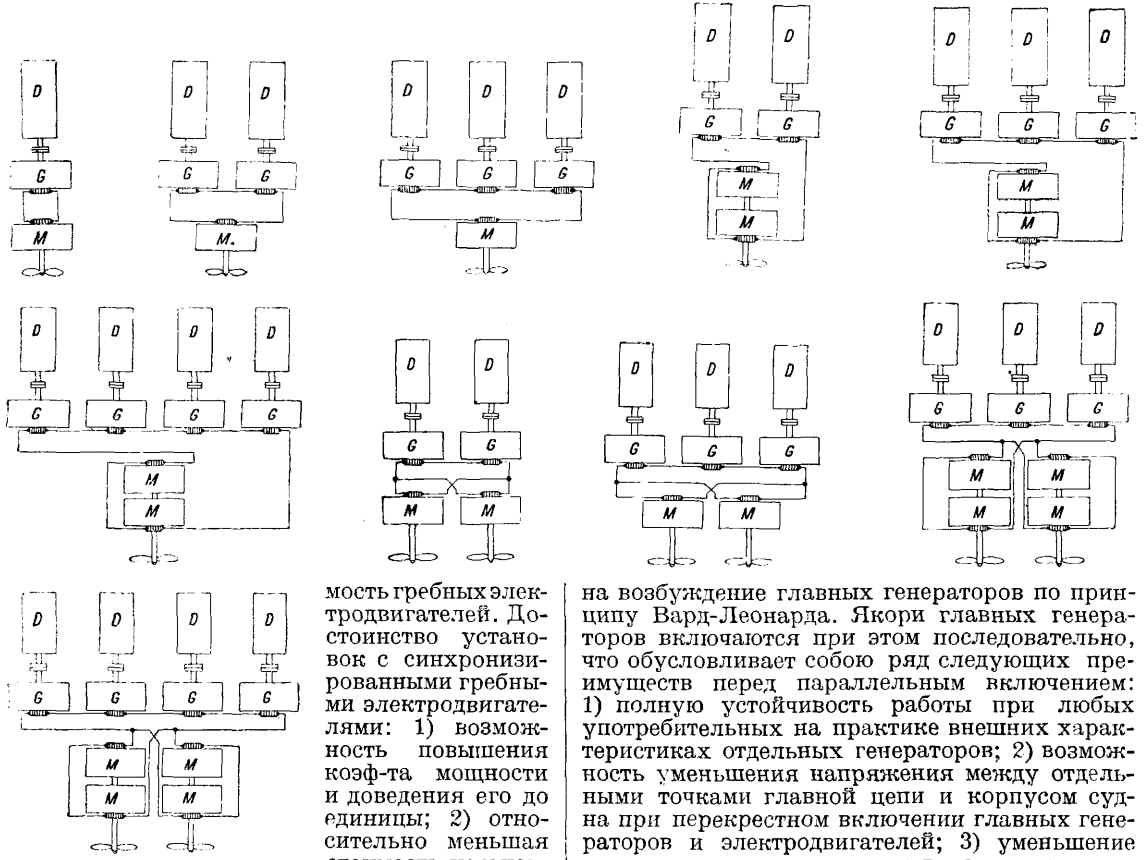 D D D D D D D D D D D
G G G G G G G G G G G
M M. M M M
M M
D D D D D D D D D D D D
G G G G G G G G G G G G
M M M M M M M
M M M
D D D D
G G G G
M M
M M
мость гребных элек-
тродвигателей. До-
стоинство устано-
вок с синхронизи-
рованными гребны-
ми электродвигате-
лями: 1) возмож-
ность повышения
коэф-та мощности
и доведения его до
единицы; 2) отно-
сительно меньшая
на возбуждение главных генераторов по прин-
ципу Вард-Леонарда. Якори главных генера-
торов включаются при этом последовательно,
что обусловливает собою ряд следующих пре-
имуществ перед параллельным включением:
1) полную устойчивость работы при любых
употребительных на практике внешних харак-
теристиках отдельных генераторов; 2) возмож-
ность уменьшения напряжения между отдель-
ными точками главной цепи и корпусом суд-
на при перекрестном включении главных гене-
раторов и электродвигателей; 3) уменьшение